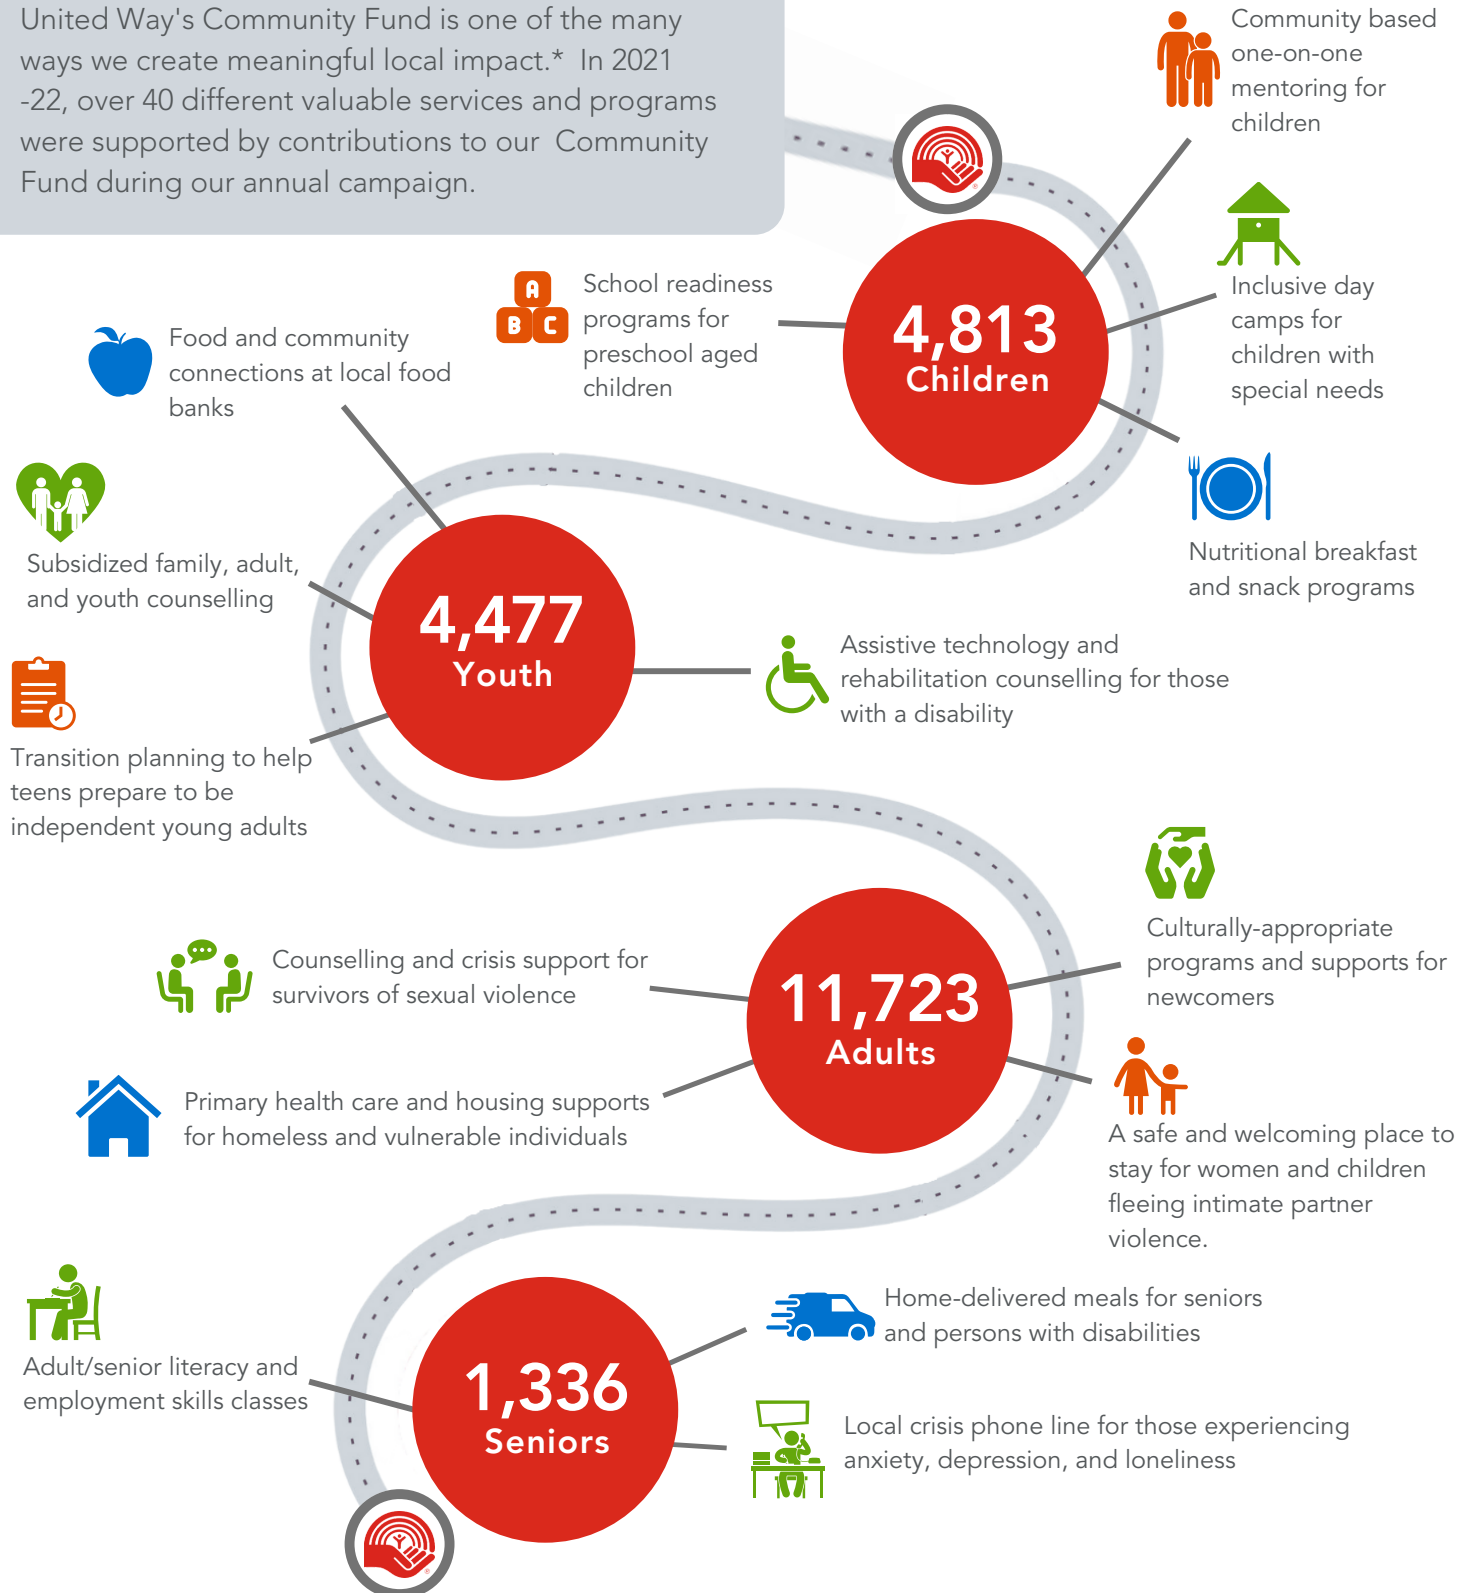 United Way's Community Fund is one of the many
ways we create meaningful local impact.* In 2021
-22, over 40 different valuable services and programs
were supported by contributions to our Community
Fund during our annual campaign.
Community based
one-on-one
mentoring for
children
Inclusive day
camps for
children with
special needs
A
B C
School readiness
programs for
preschool aged
children
4,813
Children
Nutritional breakfast
and snack programs
Food and community
connections at local food
banks
Subsidized family, adult,
and youth counselling
4,477
Youth
Transition planning to help
teens prepare to be
independent young adults
Assistive technology and
rehabilitation counselling for those
with a disability
Counselling and crisis support for
survivors of sexual violence
11,723
Adults
Culturally-appropriate
programs and supports for
newcomers
Primary health care and housing supports
for homeless and vulnerable individuals
A safe and welcoming place to
stay for women and children
fleeing intimate partner
violence.
Adult/senior literacy and
employment skills classes
1,336
Seniors
Home-delivered meals for seniors
and persons with disabilities
Local crisis phone line for those experiencing
anxiety, depression, and loneliness